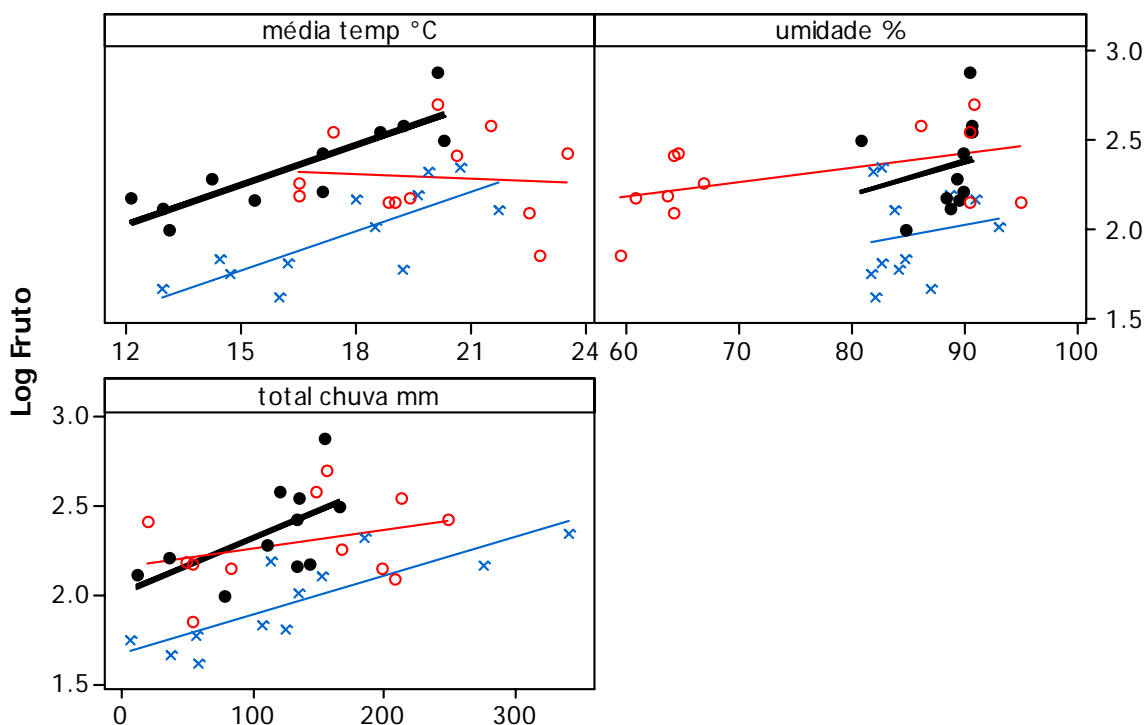 média temp °C
umidade %
3.0
2.5
2.0
1.5
12 15 18 21 24
60 70 80 90 100
Log Fruto
total chuva mm
3.0
2.5
2.0
1.5
0 100 200 300